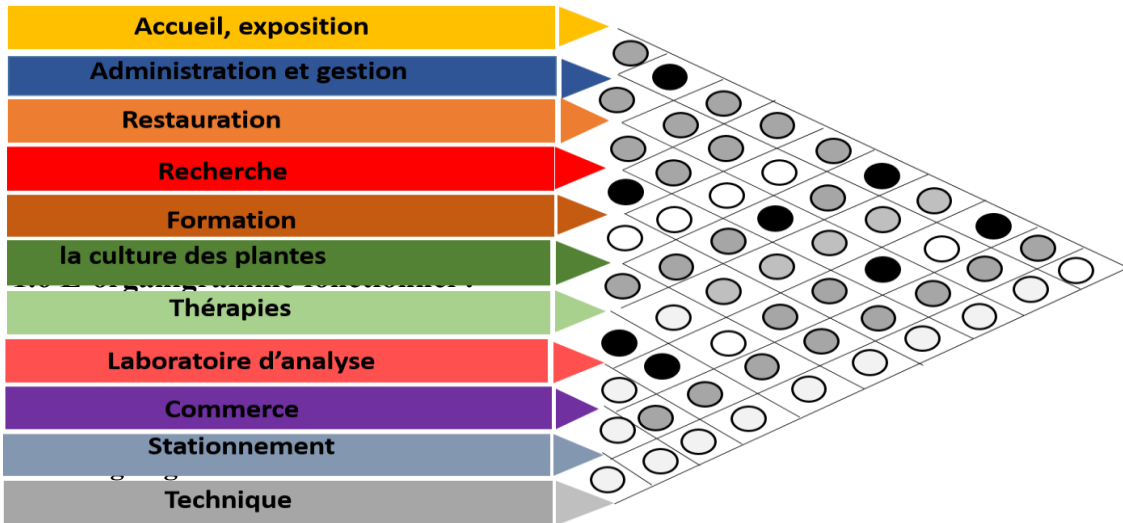 Accueil, exposition
Administration et gestion
Restauration
Recherche
Formation
la culture des plantes
Thérapies
Laboratoire d’analyse
Commerce
Stationnement
Technique